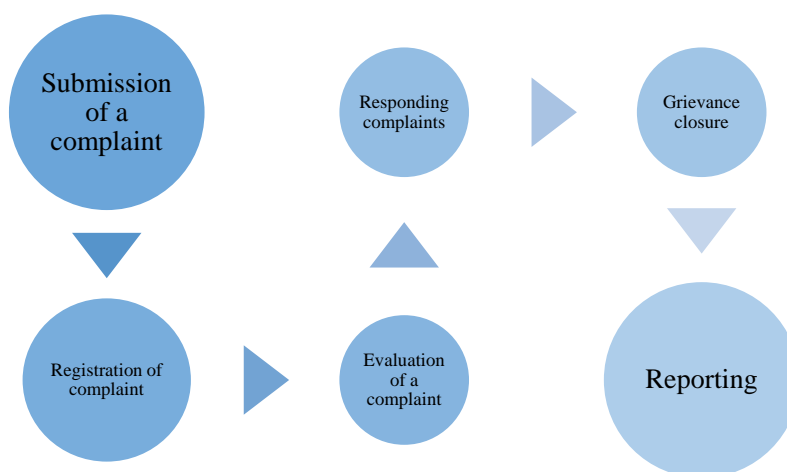 Submission
of a
complaint
Registration of
complaint
Evaluation
of a
complaint
Responding
complaints
Grievance
closure
Reporting